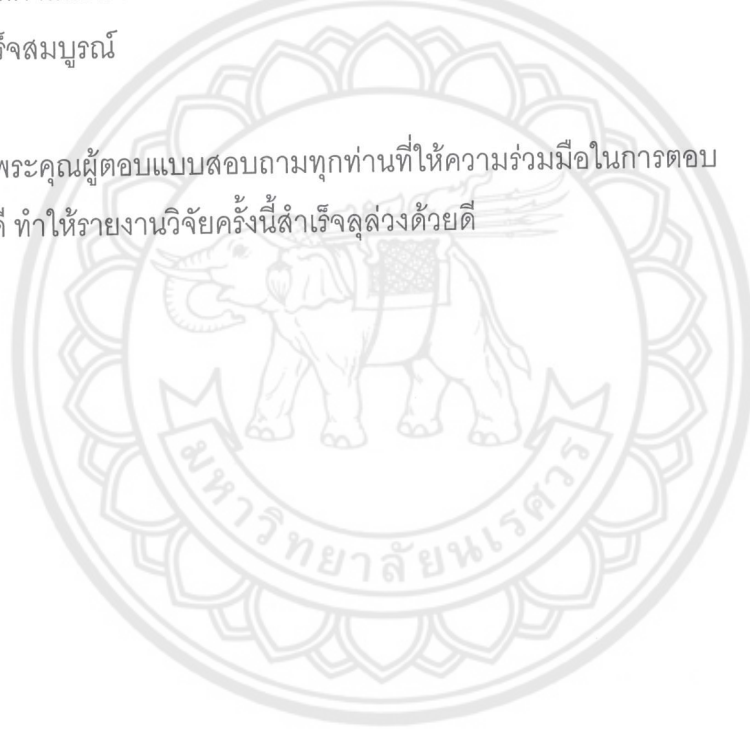 ร็จสมบูรณ์
พระคุณผู้ตอบแบบสอบถามทุกท่านที่ให้ความร่วมมือในการตอบ
ดี ทำให้รายงานวิจัยครั้งนี้สำเร็จลุล่วงด้วยดี
มหาวิทยาลัยนเรศวร